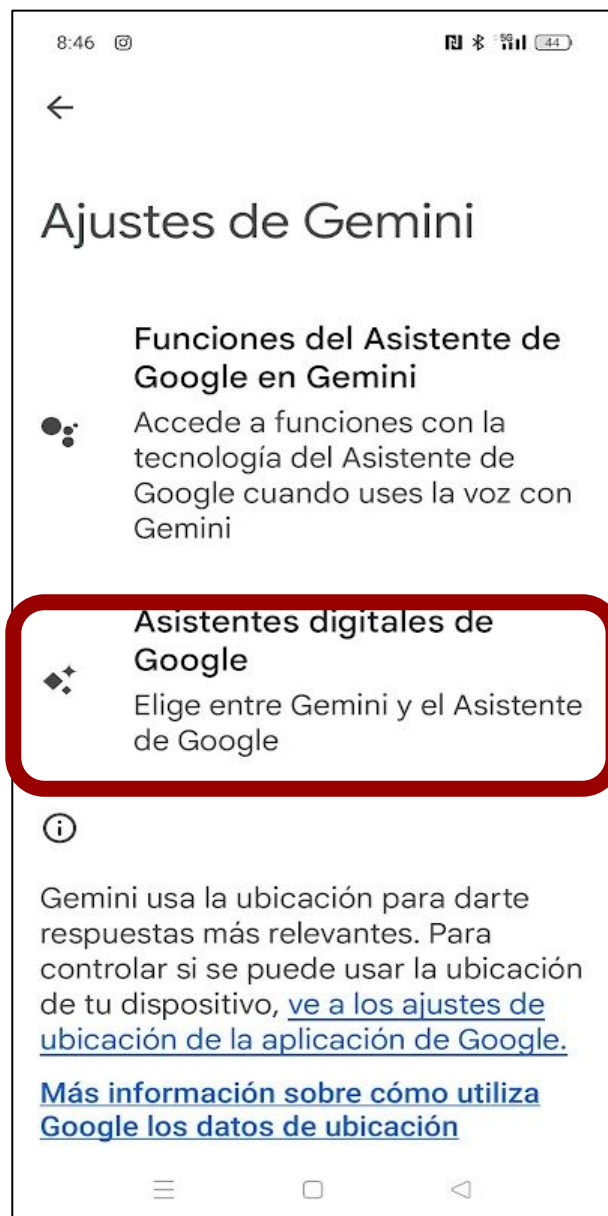 8:46 5G 44
Ajustes de Gemini
Funciones del Asistente de
Google en Gemini
Accede a funciones con la
tecnología del Asistente de
Google cuando uses la voz con
Gemini
Asistentes digitales de
Google
Elige entre Gemini y el Asistente
de Google
Gemini usa la ubicación para darte
respuestas más relevantes. Para
controlar si se puede usar la ubicación
de tu dispositivo, ve a los ajustes de
ubicación de la aplicación de Google.
Más información sobre cómo utiliza
Google los datos de ubicación